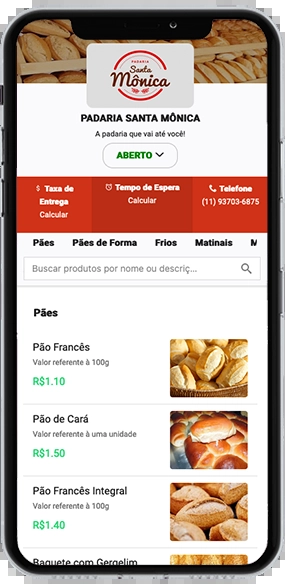 PADARIA
Santa
Mônica
PADARIA SANTA MÔNICA
A padaria que vai até você!
ABERTO
$ Taxa de
Entrega
Calcular
Tempo de Espera
Calcular
Telefone
(11) 93703-6875
Pães Pães de Forma Frios Matinais M
Buscar produtos por nome ou descriç...
Pães
Pão Francês
Valor referente à 100g
R$1.10
Pão de Cará
Valor referente à uma unidade
R$1.50
Pão Francês Integral
Valor referente à 100g
R$1.40
Baguete com Gergelim